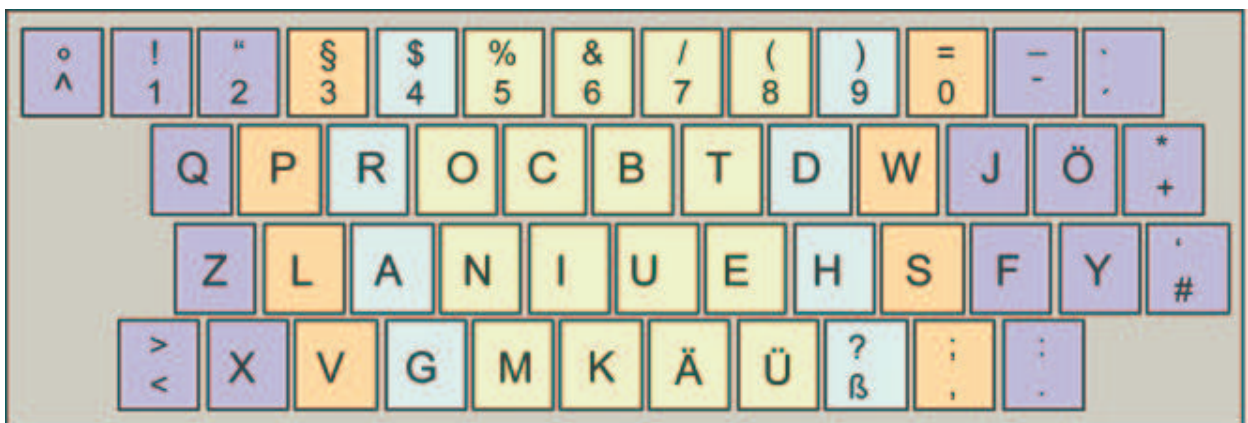 ° ! “ § $ % & / ( ) = _ `
^ 1 2 3 4 5 6 7 8 9 0 - ´
Q P R O C B T D W J Ö * +
Z L A N I U E H S F Y ‘ #
> < X V G M K Ä Ü ? ß ; , : .